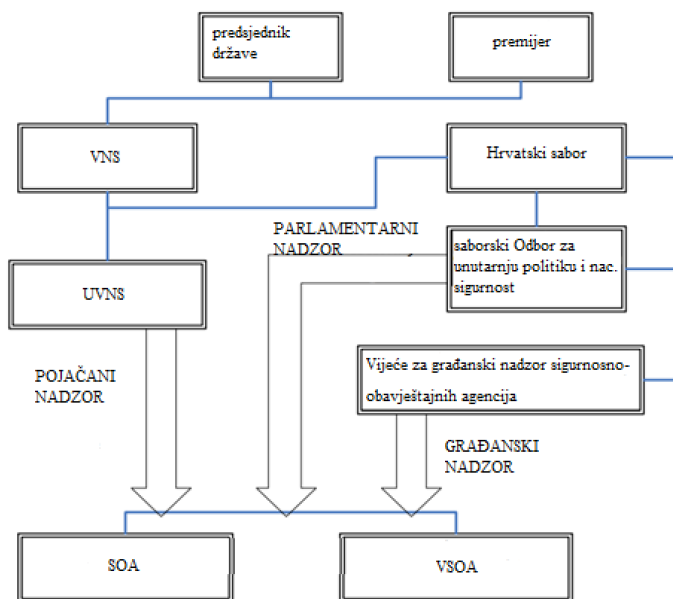 predsjednik
države
premijer
VNS
Hrvatski sabor
PARLAMENTARNI
NADZOR
saborski Odbor za
unutarnju politiku i nac.
sigurnost
UVNS
POJAČANI
NADZOR
Vijeće za građanski nadzor sigurnosno-
obavještajnih agencija
GRAĐANSKI
NADZOR
SOA
VSOA